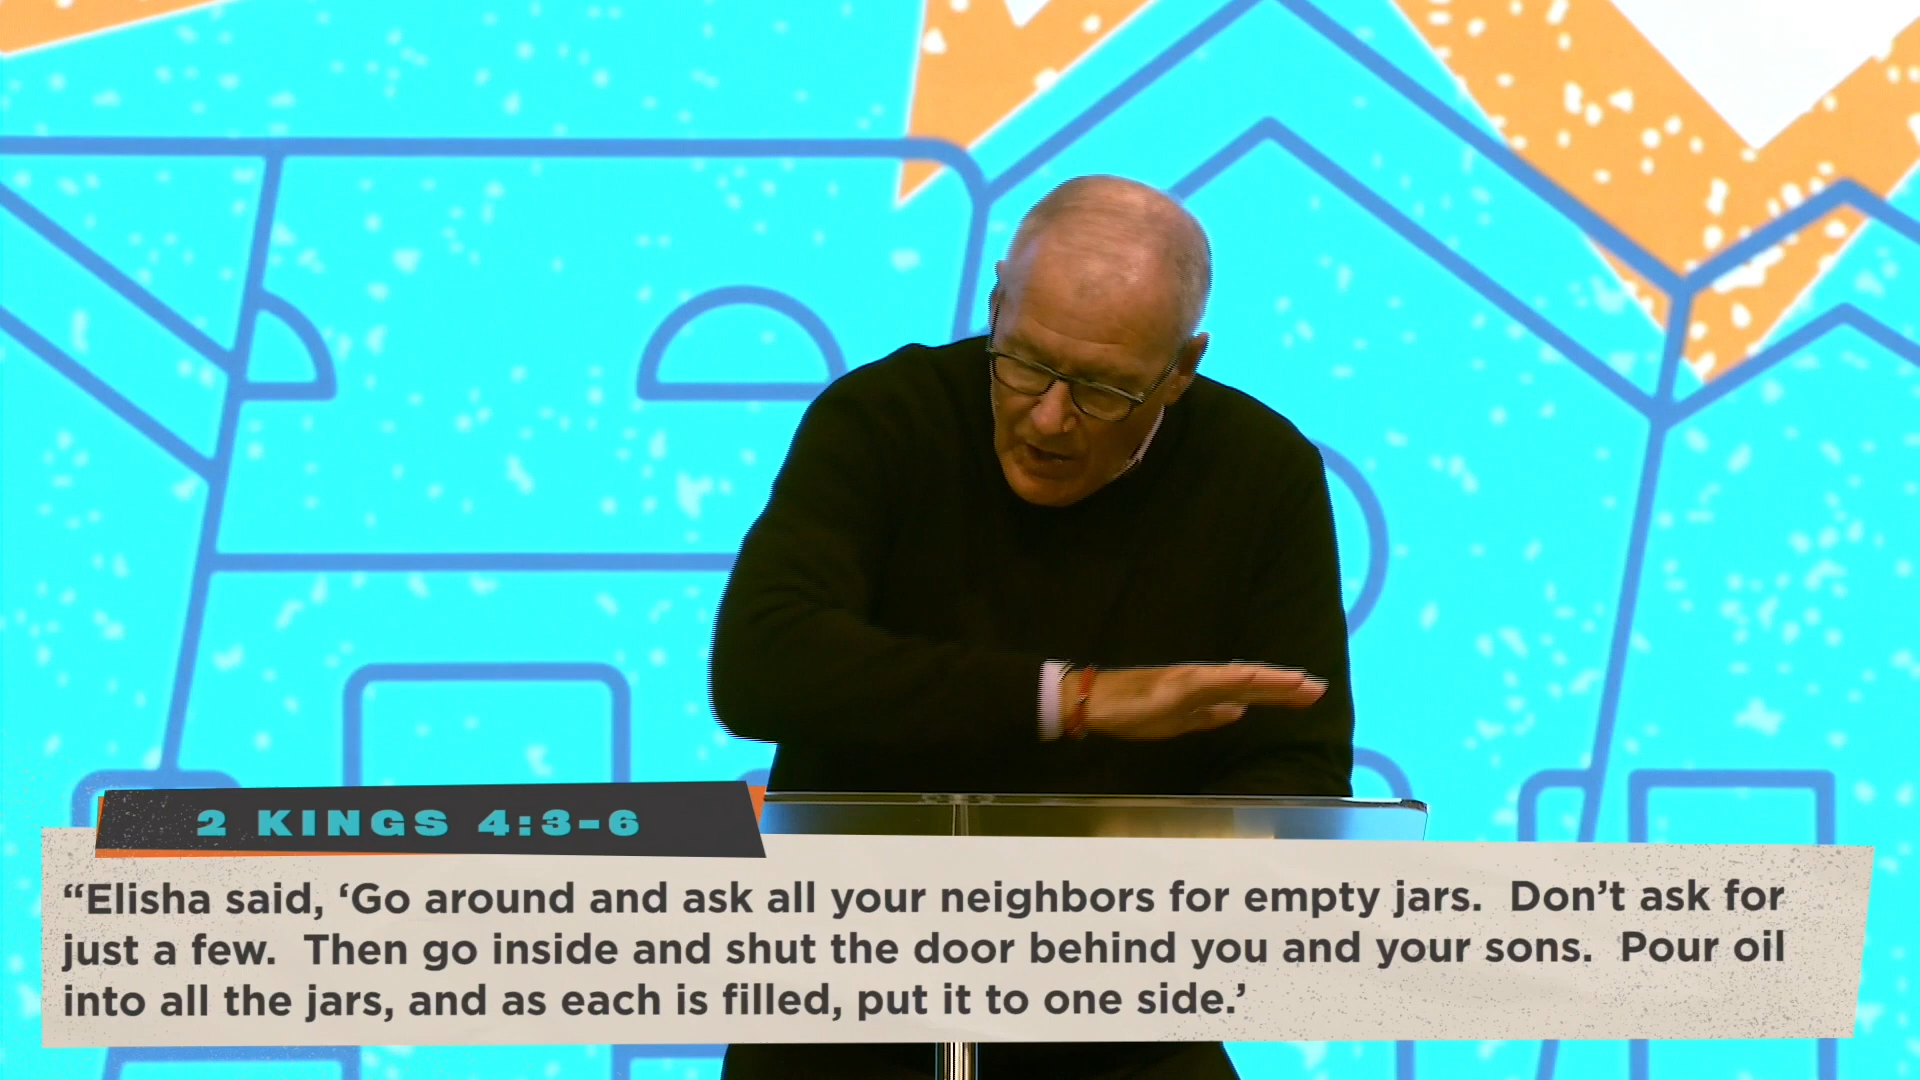 2 KINGS 4:3-6
“Elisha said, ‘Go around and ask all your neighbors for empty jars.  Don’t ask for
just a few.  Then go inside and shut the door behind you and your sons.  Pour oil
into all the jars, and as each is filled, put it to one side.’